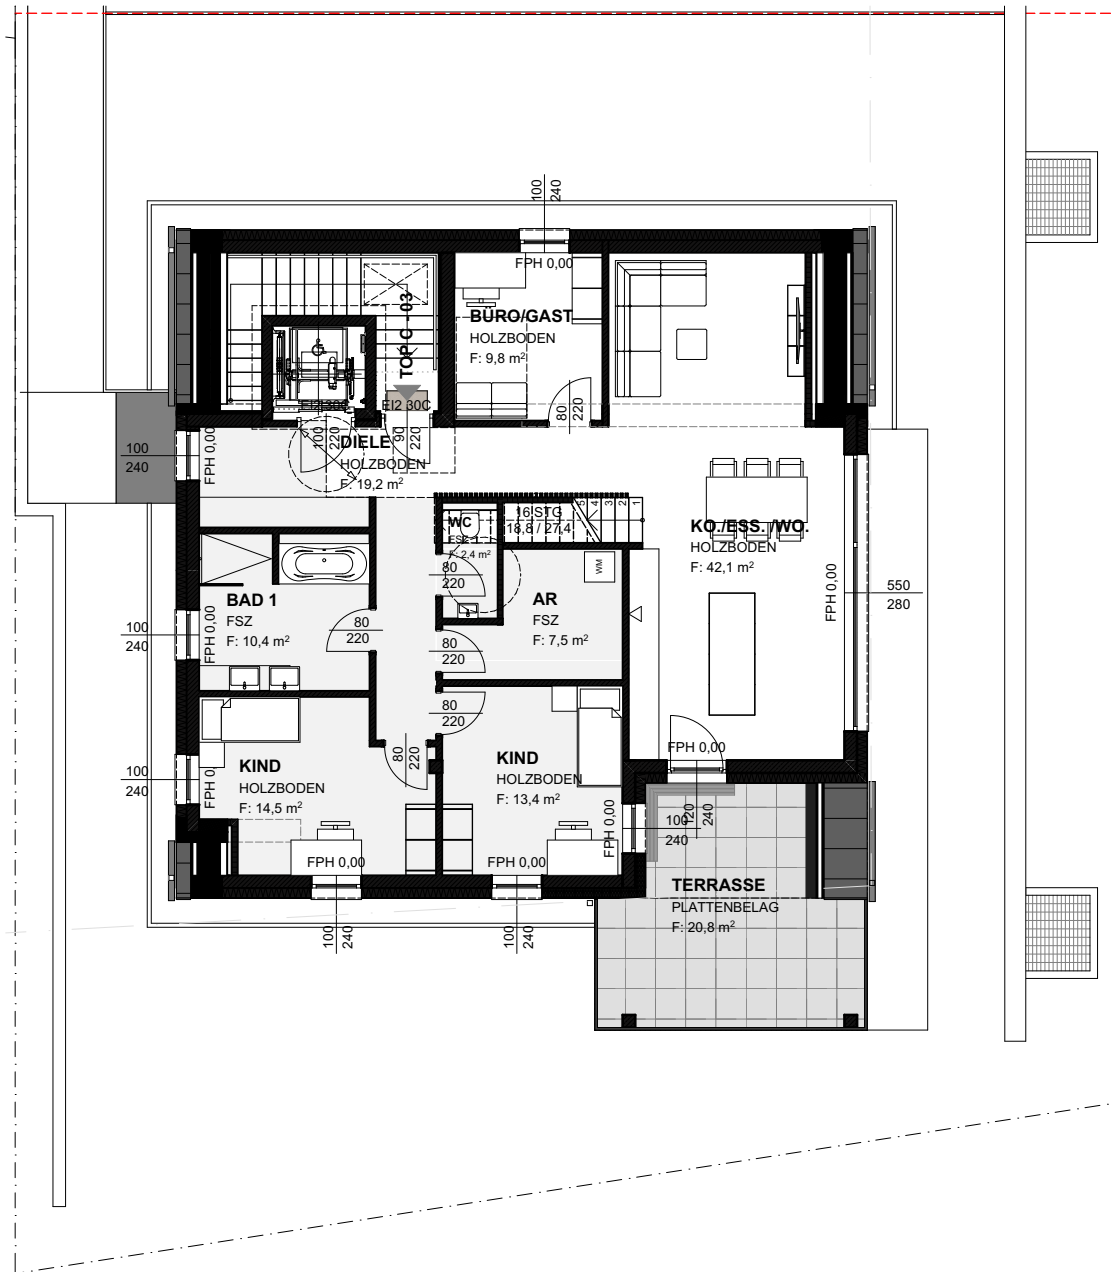 100
240
FPH 0,00
TOP C - 03
BÜRO/GAST
HOLZBODEN
F: 9,8 m²
EI2 30C
80
220
100
220
90
220
DIELE
HOLZBODEN
F: 19,2 m²
100
240
FPH 0,00
WC
FSZ
F: 2,4 m²
16 STG
18,8 / 27,4
5
4
3
2
1
KO./ESS. /WO.
HOLZBODEN
F: 42,1 m²
FPH 0,00
550
280
80
220
WM
AR
FSZ
F: 7,5 m²
BAD 1
FSZ
F: 10,4 m²
100
240
FPH 0,00
80
220
80
220
80
220
80
220
FPH 0,00
KIND
HOLZBODEN
F: 14,5 m²
100
240
KIND
HOLZBODEN
F: 13,4 m²
FPH 0,00
100
240
120
240
FPH 0,00
FPH 0,00
TERRASSE
PLATTENBELAG
F: 20,8 m²
100
240
100
240